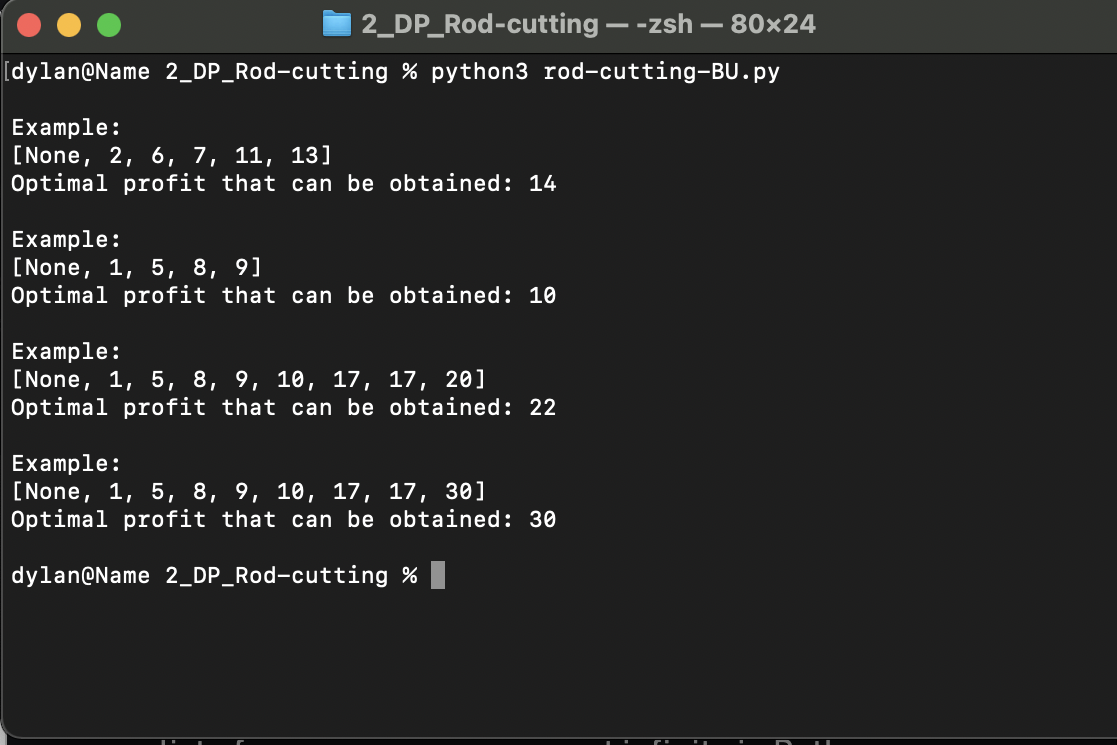 2_DP_Rod-cutting — -zsh — 80×24
[dylan@Name 2_DP_Rod-cutting % python3 rod-cutting-BU.py
Example:
[None, 2, 6, 7, 11, 13]
Optimal profit that can be obtained: 14
Example:
[None, 1, 5, 8, 9]
Optimal profit that can be obtained: 10
Example:
[None, 1, 5, 8, 9, 10, 17, 17, 20]
Optimal profit that can be obtained: 22
Example:
[None, 1, 5, 8, 9, 10, 17, 17, 30]
Optimal profit that can be obtained: 30
dylan@Name 2_DP_Rod-cutting %